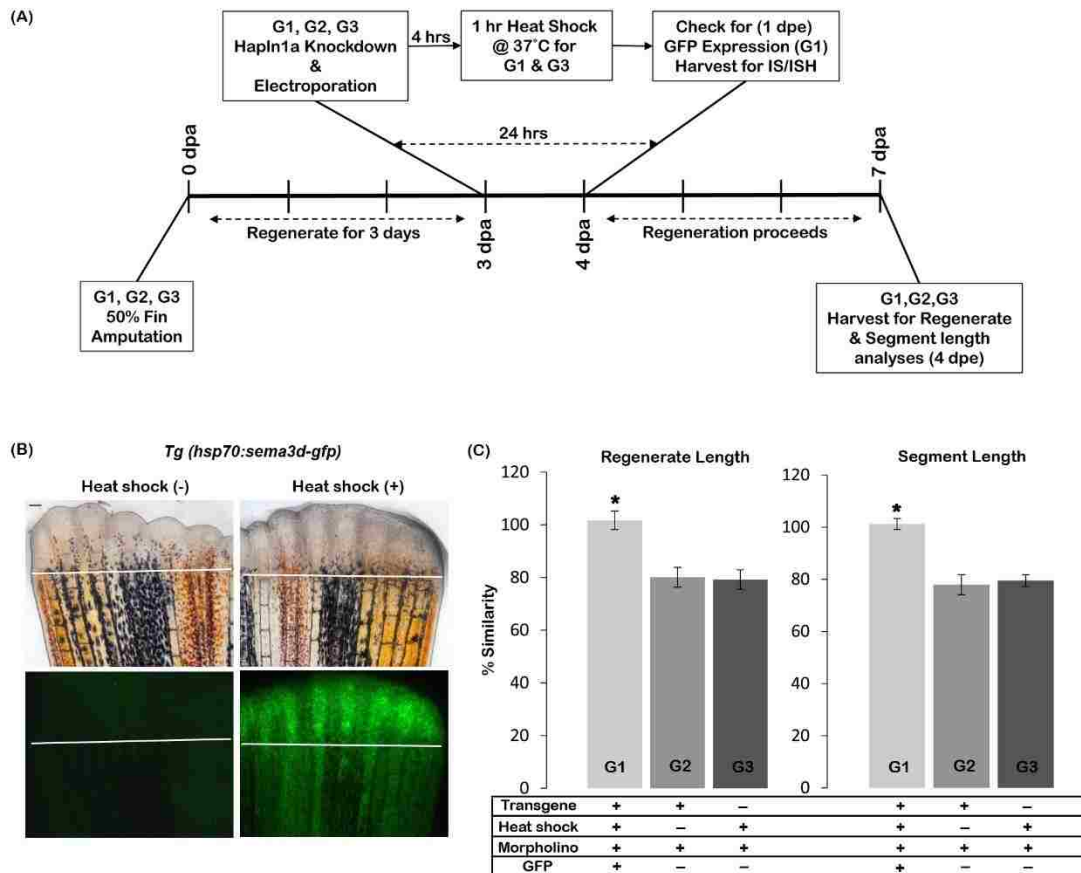 (A)
G1, G2, G3
Hapln1a Knockdown
&
Electroporation
4 hrs
1 hr Heat Shock
@ 37°C for
G1 & G3
Check for (1 dpe)
GFP Expression (G1)
Harvest for IS/ISH
24 hrs
0 dpa
7 dpa
Regenerate for 3 days
3 dpa
4 dpa
Regeneration proceeds
G1, G2, G3
50% Fin
Amputation
G1,G2,G3
Harvest for Regenerate
& Segment length
analyses (4 dpe)
(B)
Tg (hsp70:sema3d-gfp)
Heat shock (-)
Heat shock (+)
(C)
Regenerate Length
Segment Length
% Similarity
120
100
80
60
40
20
0
*
G1
G2
G3
120
100
80
60
40
20
0
*
G1
G2
G3
Transgene + + – + + –
Heat shock + – + + – +
Morpholino + + + + + +
GFP + – – + – –